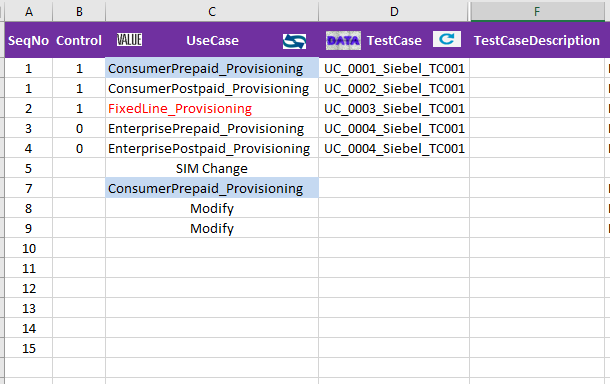 A B C D F
SeqNo Control VALUE UseCase DATA TestCase TestCaseDescription
1 1 ConsumerPrepaid_Provisioning UC_0001_Siebel_TC001
1 1 ConsumerPostpaid_Provisioning UC_0002_Siebel_TC001
2 1 FixedLine_Provisioning UC_0003_Siebel_TC001
3 0 EnterprisePrepaid_Provisioning UC_0004_Siebel_TC001
4 0 EnterprisePostpaid_Provisioning UC_0004_Siebel_TC001
5 SIM Change
7 ConsumerPrepaid_Provisioning
8 Modify
9 Modify
10
11
12
13
14
15